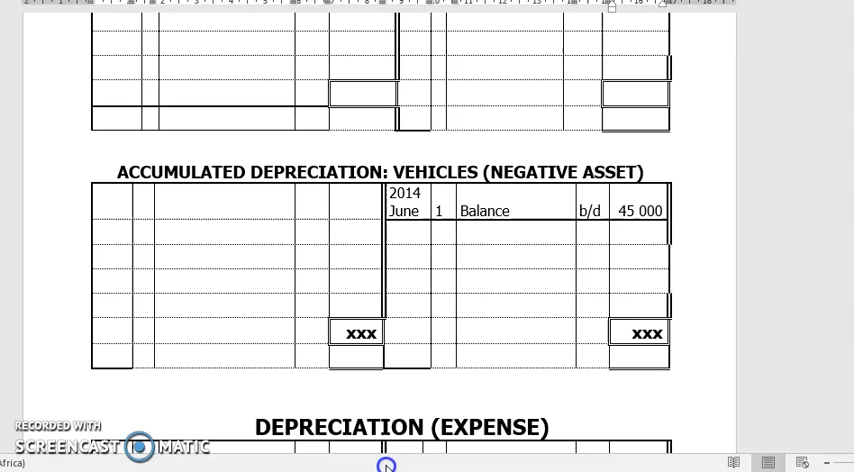 ACCUMULATED DEPRECIATION: VEHICLES (NEGATIVE ASSET)
2014
June 1 Balance b/d 45 000
xxx xxx
DEPRECIATION (EXPENSE)
RECORDED WITH
SCREENCAST MATIC
Africa)